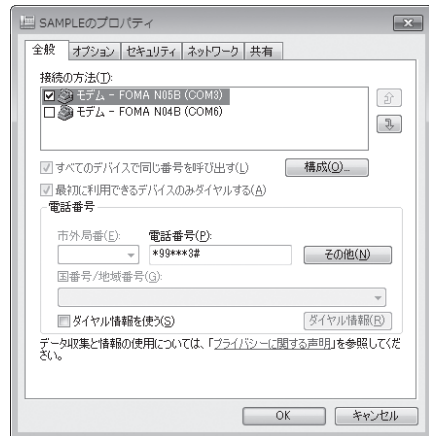 SAMPLEのプロパティ
全般 オプション セキュリティ ネットワーク 共有
接続の方法(T):
モデム - FOMA N05B (COM3)
モデム - FOMA N04B (COM6)
すべてのデバイスで同じ番号を呼び出す(L) 構成(O)...
最初に利用できるデバイスのみダイヤルする(A)
電話番号
市外局番(E): 電話番号(P):
*99***3# その他(N)
国番号/地域番号(G):
ダイヤル情報を使う(S) ダイヤル情報(R)
データ収集と情報の使用については、「プライバシーに関する声明」を参照してくだ
さい。
OK キャンセル